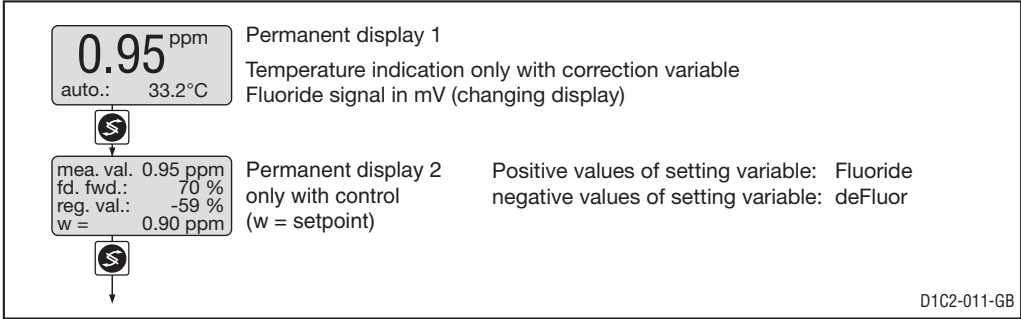 0.95 ppm
auto.: 33.2°C
Permanent display 1
Temperature indication only with correction variable
Fluoride signal in mV (changing display)
mea. val. 0.95 ppm
fd. fwd.: 70 %
reg. val.: -59 %
w = 0.90 ppm
Permanent display 2
only with control
(w = setpoint)
Positive values of setting variable: Fluoride
negative values of setting variable: deFluor
D1C2-011-GB